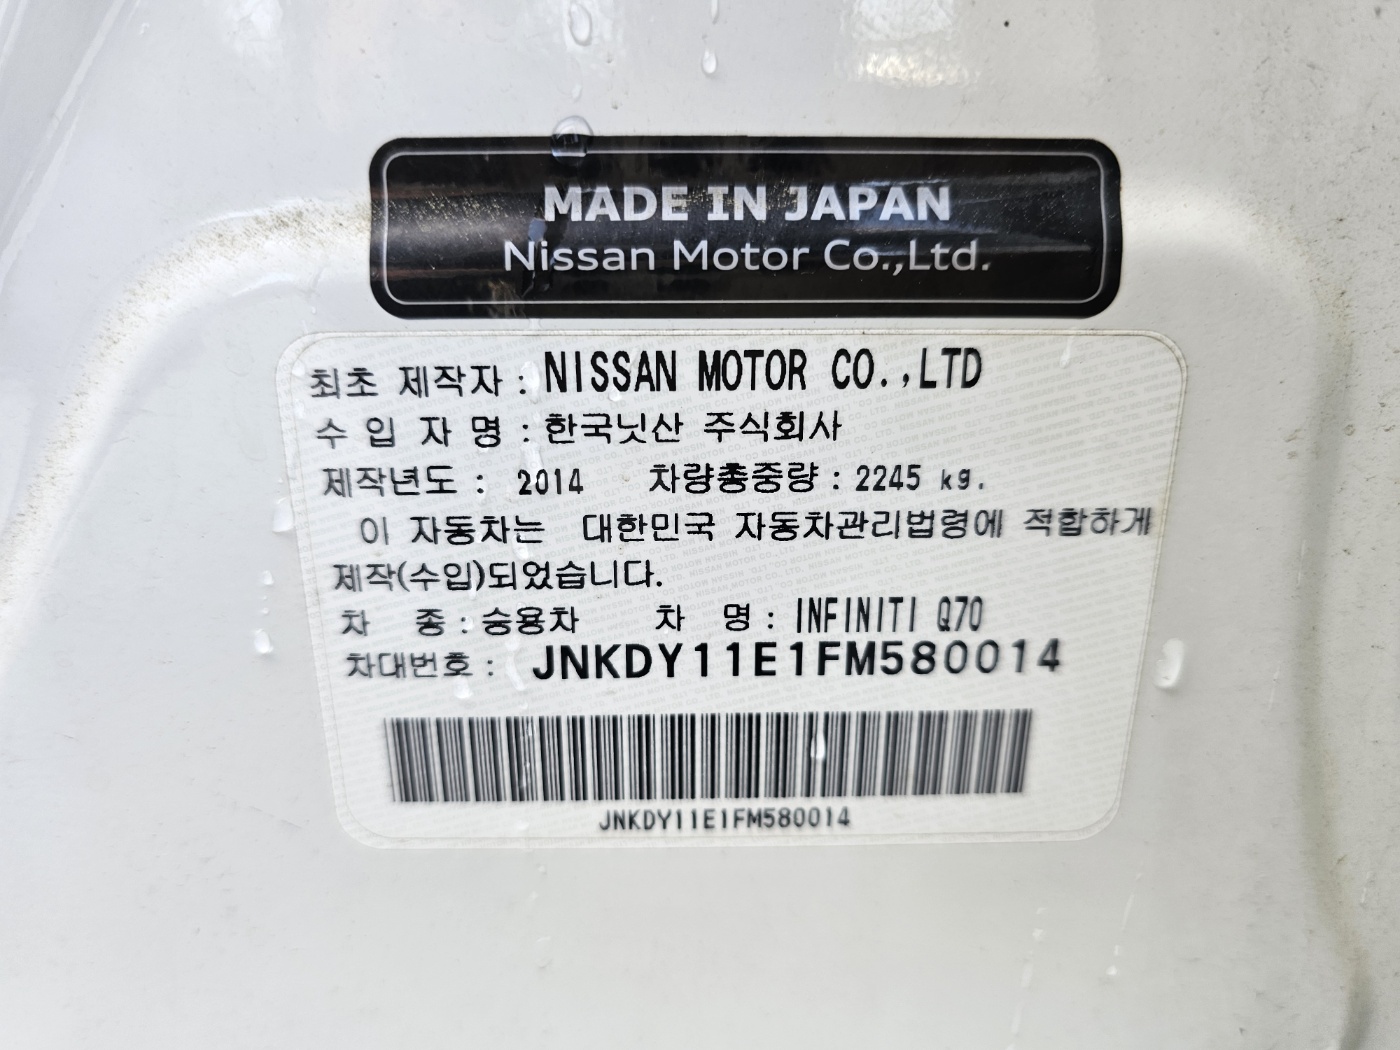 MADE IN JAPAN
Nissan Motor Co.,Ltd.
최초 제작자 : NISSAN MOTOR CO.,LTD
수 입 자 명 : 한국닛산 주식회사
제작년도 : 2014 차량총중량 : 2245 kg.
이 자동차는 대한민국 자동차관리법령에 적합하게
제작(수입)되었습니다.
차 종 : 승용차 차 명 : INFINITI Q70
차대번호 : JNKDY11E1FM580014
JNKDY11E1FM580014